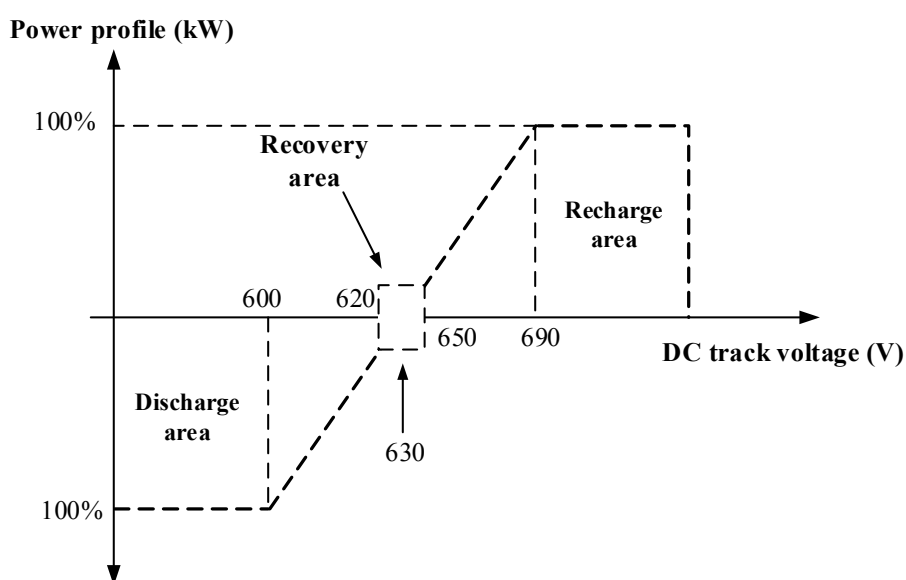 Power profile (kW)
100%
Recovery
area
Recharge
area
600
620
650
690
DC track voltage (V)
Discharge
area
630
100%